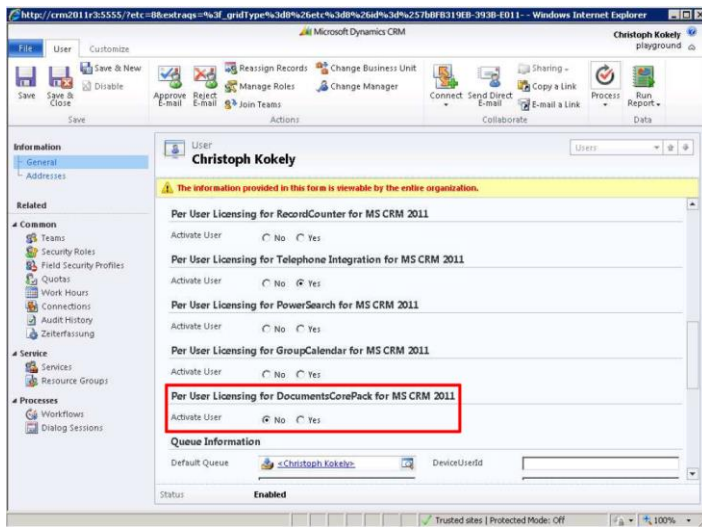 http://crm2011r3:5555/?etc=8&extraqs=%3f_gridType%3d8%26etc%3d8%26id%3d%257bBFB319EB-393B-E011-- Windows Internet Explorer
Microsoft Dynamics CRM
Christoph Kokely
playground
File
User
Customize
Save
Save & Close
Save & New
Disable
Approve E-mail
Reject E-mail
Reassign Records
Manage Roles
Join Teams
Change Business Unit
Change Manager
Connect
Send Direct E-mail
Sharing
Copy a Link
E-mail a Link
Process
Run Report
Save
Actions
Collaborate
Data
Information
General
Addresses
Related
Common
Teams
Security Roles
Field Security Profiles
Quotas
Work Hours
Connections
Audit History
Zeiterfassung
Service
Services
Resource Groups
Processes
Workflows
Dialog Sessions
User
Christoph Kokely
Users
The information provided in this form is viewable by the entire organization.
Per User Licensing for RecordCounter for MS CRM 2011
Activate User No Yes
Per User Licensing for Telephone Integration for MS CRM 2011
Activate User No Yes
Per User Licensing for PowerSearch for MS CRM 2011
Activate User No Yes
Per User Licensing for GroupCalendar for MS CRM 2011
Activate User No Yes
Per User Licensing for DocumentsCorePack for MS CRM 2011
Activate User No Yes
Queue Information
Default Queue <Christoph Kokely> DeviceUserId
Status Enabled
Trusted sites | Protected Mode: Off 100%